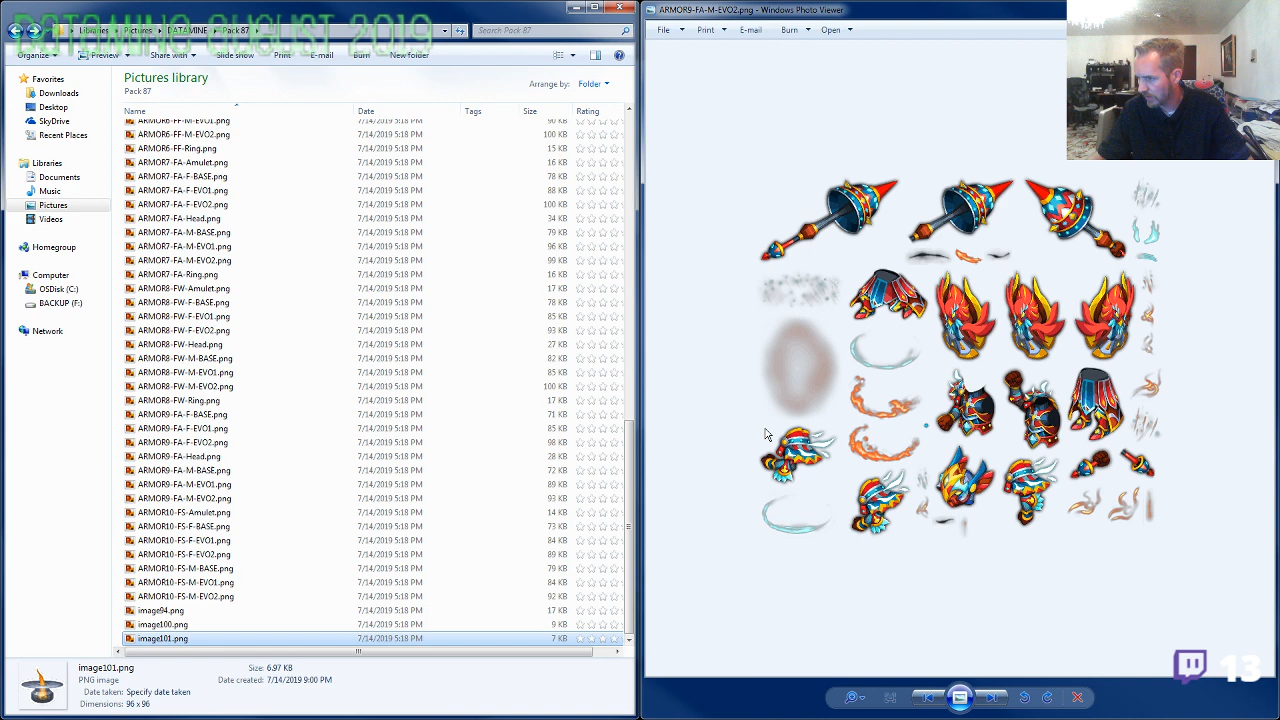 DATAMINE AUGUST 2019
Libraries ▸ Pictures ▸ DATAMINE ▸ Pack 87 ▸
Search Pack 87
Organize
Preview
Share with
Slide show
Print
E-mail
Burn
New folder
Favorites
Downloads
Desktop
SkyDrive
Recent Places
Libraries
Documents
Music
Pictures
Videos
Homegroup
Computer
OSDisk (C:)
BACKUP (F:)
Network
Pictures library
Pack 87
Arrange by: Folder
Name Date Tags Size Rating
ARMOR6-FF-M-EVO1.png 7/14/2019 5:18 PM 90 KB
ARMOR6-FF-M-EVO2.png 7/14/2019 5:18 PM 100 KB
ARMOR6-FF-Ring.png 7/14/2019 5:18 PM 15 KB
ARMOR7-FA-Amulet.png 7/14/2019 5:18 PM 16 KB
ARMOR7-FA-F-BASE.png 7/14/2019 5:18 PM 78 KB
ARMOR7-FA-F-EVO1.png 7/14/2019 5:18 PM 88 KB
ARMOR7-FA-F-EVO2.png 7/14/2019 5:18 PM 100 KB
ARMOR7-FA-Head.png 7/14/2019 5:18 PM 34 KB
ARMOR7-FA-M-BASE.png 7/14/2019 5:18 PM 79 KB
ARMOR7-FA-M-EVO1.png 7/14/2019 5:18 PM 96 KB
ARMOR7-FA-M-EVO2.png 7/14/2019 5:18 PM 99 KB
ARMOR7-FA-Ring.png 7/14/2019 5:18 PM 16 KB
ARMOR8-FW-Amulet.png 7/14/2019 5:18 PM 17 KB
ARMOR8-FW-F-BASE.png 7/14/2019 5:18 PM 78 KB
ARMOR8-FW-F-EVO1.png 7/14/2019 5:18 PM 85 KB
ARMOR8-FW-F-EVO2.png 7/14/2019 5:18 PM 93 KB
ARMOR8-FW-Head.png 7/14/2019 5:18 PM 27 KB
ARMOR8-FW-M-BASE.png 7/14/2019 5:18 PM 82 KB
ARMOR8-FW-M-EVO1.png 7/14/2019 5:18 PM 85 KB
ARMOR8-FW-M-EVO2.png 7/14/2019 5:18 PM 100 KB
ARMOR8-FW-Ring.png 7/14/2019 5:18 PM 17 KB
ARMOR9-FA-F-BASE.png 7/14/2019 5:18 PM 71 KB
ARMOR9-FA-F-EVO1.png 7/14/2019 5:18 PM 85 KB
ARMOR9-FA-F-EVO2.png 7/14/2019 5:18 PM 98 KB
ARMOR9-FA-Head.png 7/14/2019 5:18 PM 28 KB
ARMOR9-FA-M-BASE.png 7/14/2019 5:18 PM 72 KB
ARMOR9-FA-M-EVO1.png 7/14/2019 5:18 PM 89 KB
ARMOR9-FA-M-EVO2.png 7/14/2019 5:18 PM 93 KB
ARMOR10-FS-Amulet.png 7/14/2019 5:18 PM 14 KB
ARMOR10-FS-F-BASE.png 7/14/2019 5:18 PM 73 KB
ARMOR10-FS-F-EVO1.png 7/14/2019 5:18 PM 84 KB
ARMOR10-FS-F-EVO2.png 7/14/2019 5:18 PM 89 KB
ARMOR10-FS-M-BASE.png 7/14/2019 5:18 PM 79 KB
ARMOR10-FS-M-EVO1.png 7/14/2019 5:18 PM 84 KB
ARMOR10-FS-M-EVO2.png 7/14/2019 5:18 PM 92 KB
image94.png 7/14/2019 5:18 PM 17 KB
image100.png 7/14/2019 5:18 PM 9 KB
image101.png 7/14/2019 5:18 PM 7 KB
image101.png
PNG image
Date taken: Specify date taken
Dimensions: 96 x 96
Size: 6.97 KB
Date created: 7/14/2019 9:00 PM
ARMOR9-FA-M-EVO2.png - Windows Photo Viewer
File Print E-mail Burn Open
13